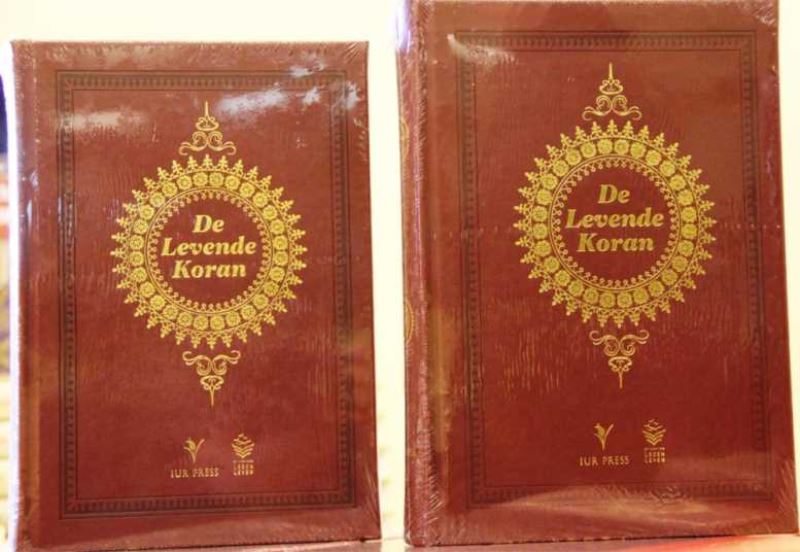 De
Levende
Koran
IUR PRESS
De
Levende
Koran
IUR PRESS